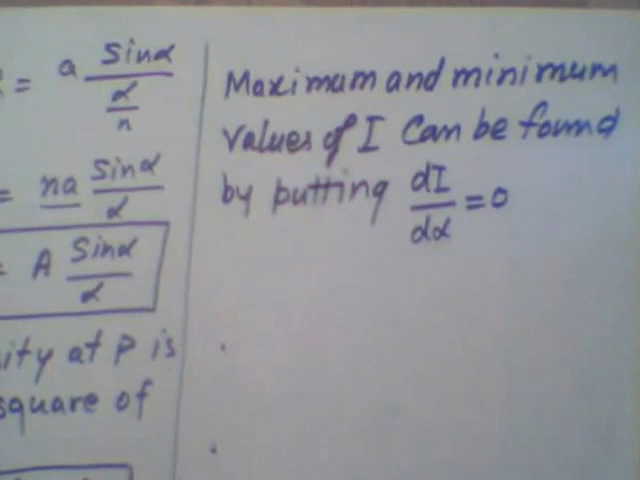 = a sinα / α/n
= na sinα / α
= A sinα / α
ity at P is
square of
Maximum and minimum
values of I can be found
by putting dI/dα = 0